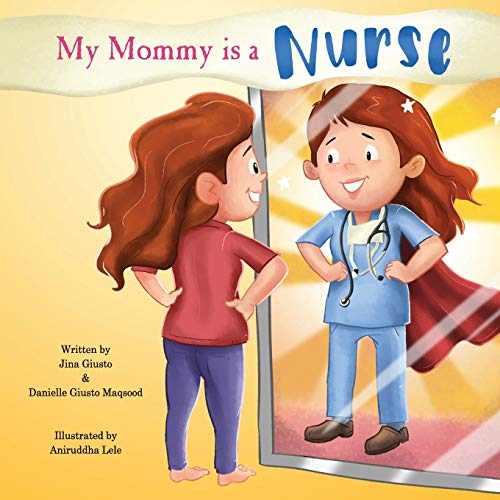 My Mommy is a Nurse
Written by
Jina Giusto
&
Danielle Giusto Maqsood
Illustrated by
Aniruddha Lele